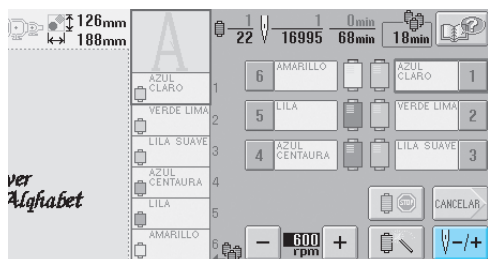 126mm
188mm
1
22
1
16995
0min
68min
18min
A
AZUL
CLARO
1
VERDE LIMA
2
LILA SUAVE
3
AZUL
CENTAURA
4
LILA
5
AMARILLO
6
6
AMARILLO
AZUL
CLARO
1
5
LILA
VERDE LIMA
2
4
AZUL
CENTAURA
LILA SUAVE
3
ver
Alphabet
STOP
CANCELAR
600
rpm
-/+